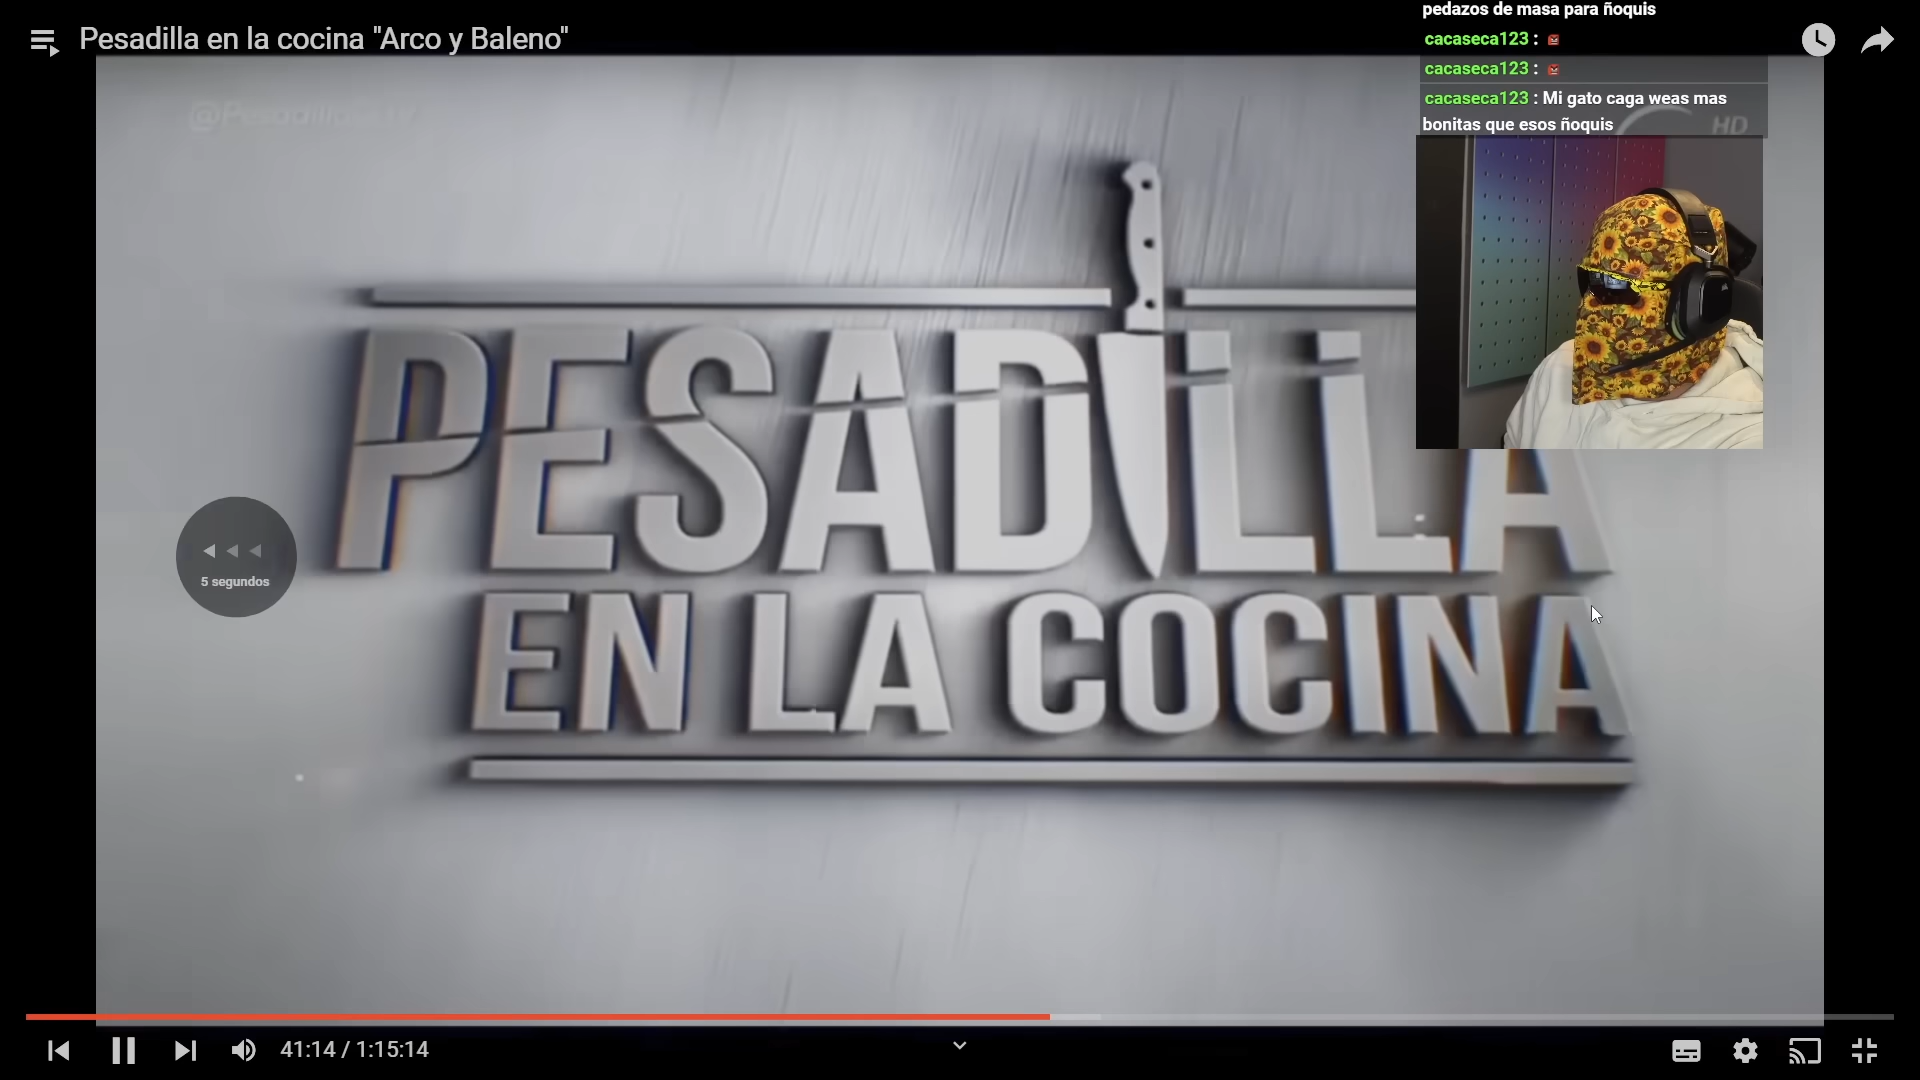 Pesadilla en la cocina "Arco y Baleno"
pedazos de masa para ñoquis
cacaseca123 :
cacaseca123 :
cacaseca123 : Mi gato caga weas mas
bonitas que esos ñoquis
HD
PESADILLA
EN LA COCINA
5 segundos
41:14 / 1:15:14